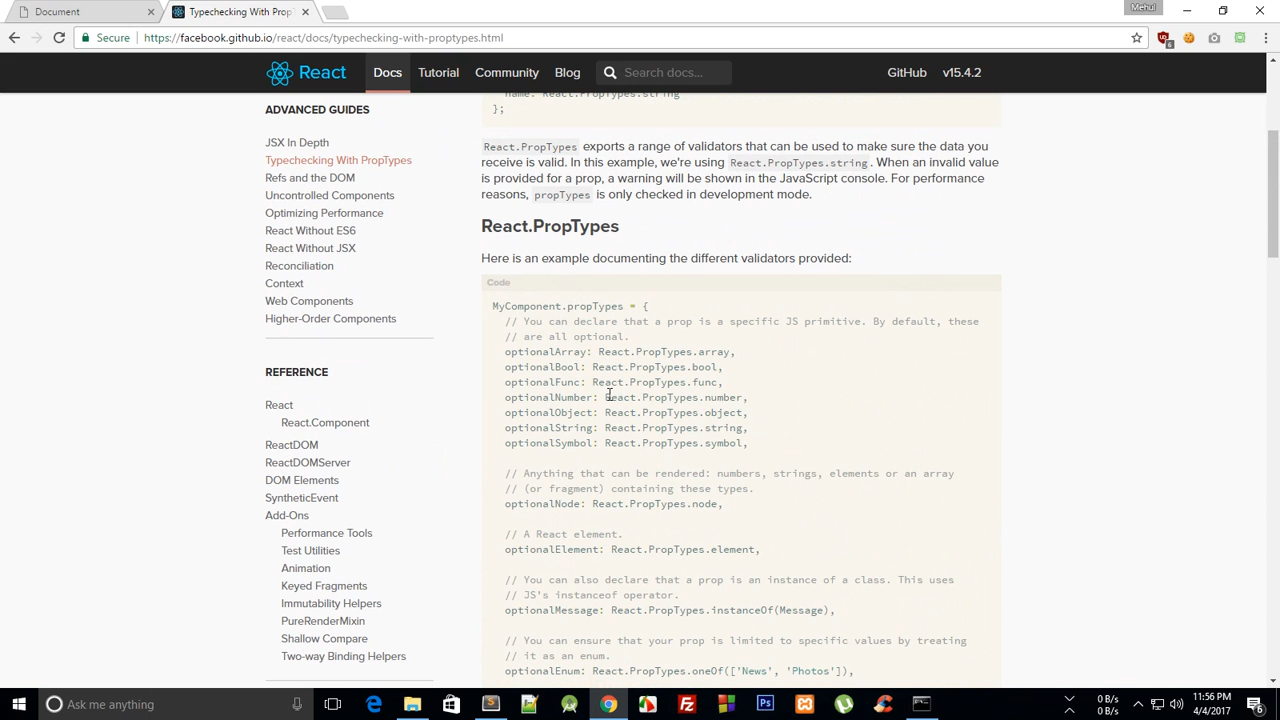 Document
Typechecking With PropT
Mehul
Secure
https://facebook.github.io/react/docs/typechecking-with-proptypes.html
6
React
Docs
Tutorial
Community
Blog
Search docs...
GitHub
v15.4.2
ADVANCED GUIDES
JSX In Depth
Typechecking With PropTypes
Refs and the DOM
Uncontrolled Components
Optimizing Performance
React Without ES6
React Without JSX
Reconciliation
Context
Web Components
Higher-Order Components
REFERENCE
React
React.Component
ReactDOM
ReactDOMServer
DOM Elements
SyntheticEvent
Add-Ons
Performance Tools
Test Utilities
Animation
Keyed Fragments
Immutability Helpers
PureRenderMixin
Shallow Compare
Two-way Binding Helpers
name: React.PropTypes.string
};
React.PropTypes exports a range of validators that can be used to make sure the data you
receive is valid. In this example, we're using React.PropTypes.string. When an invalid value
is provided for a prop, a warning will be shown in the JavaScript console. For performance
reasons, propTypes is only checked in development mode.
React.PropTypes
Here is an example documenting the different validators provided:
Code
MyComponent.propTypes = {
// You can declare that a prop is a specific JS primitive. By default, these
// are all optional.
optionalArray: React.PropTypes.array,
optionalBool: React.PropTypes.bool,
optionalFunc: React.PropTypes.func,
optionalNumber: React.PropTypes.number,
optionalObject: React.PropTypes.object,
optionalString: React.PropTypes.string,
optionalSymbol: React.PropTypes.symbol,
// Anything that can be rendered: numbers, strings, elements or an array
// (or fragment) containing these types.
optionalNode: React.PropTypes.node,
// A React element.
optionalElement: React.PropTypes.element,
// You can also declare that a prop is an instance of a class. This uses
// JS's instanceof operator.
optionalMessage: React.PropTypes.instanceOf(Message),
// You can ensure that your prop is limited to specific values by treating
// it as an enum.
optionalEnum: React.PropTypes.oneOf(['News', 'Photos']),
Ask me anything
0 B/s
0 B/s
11:56 PM
4/4/2017
6